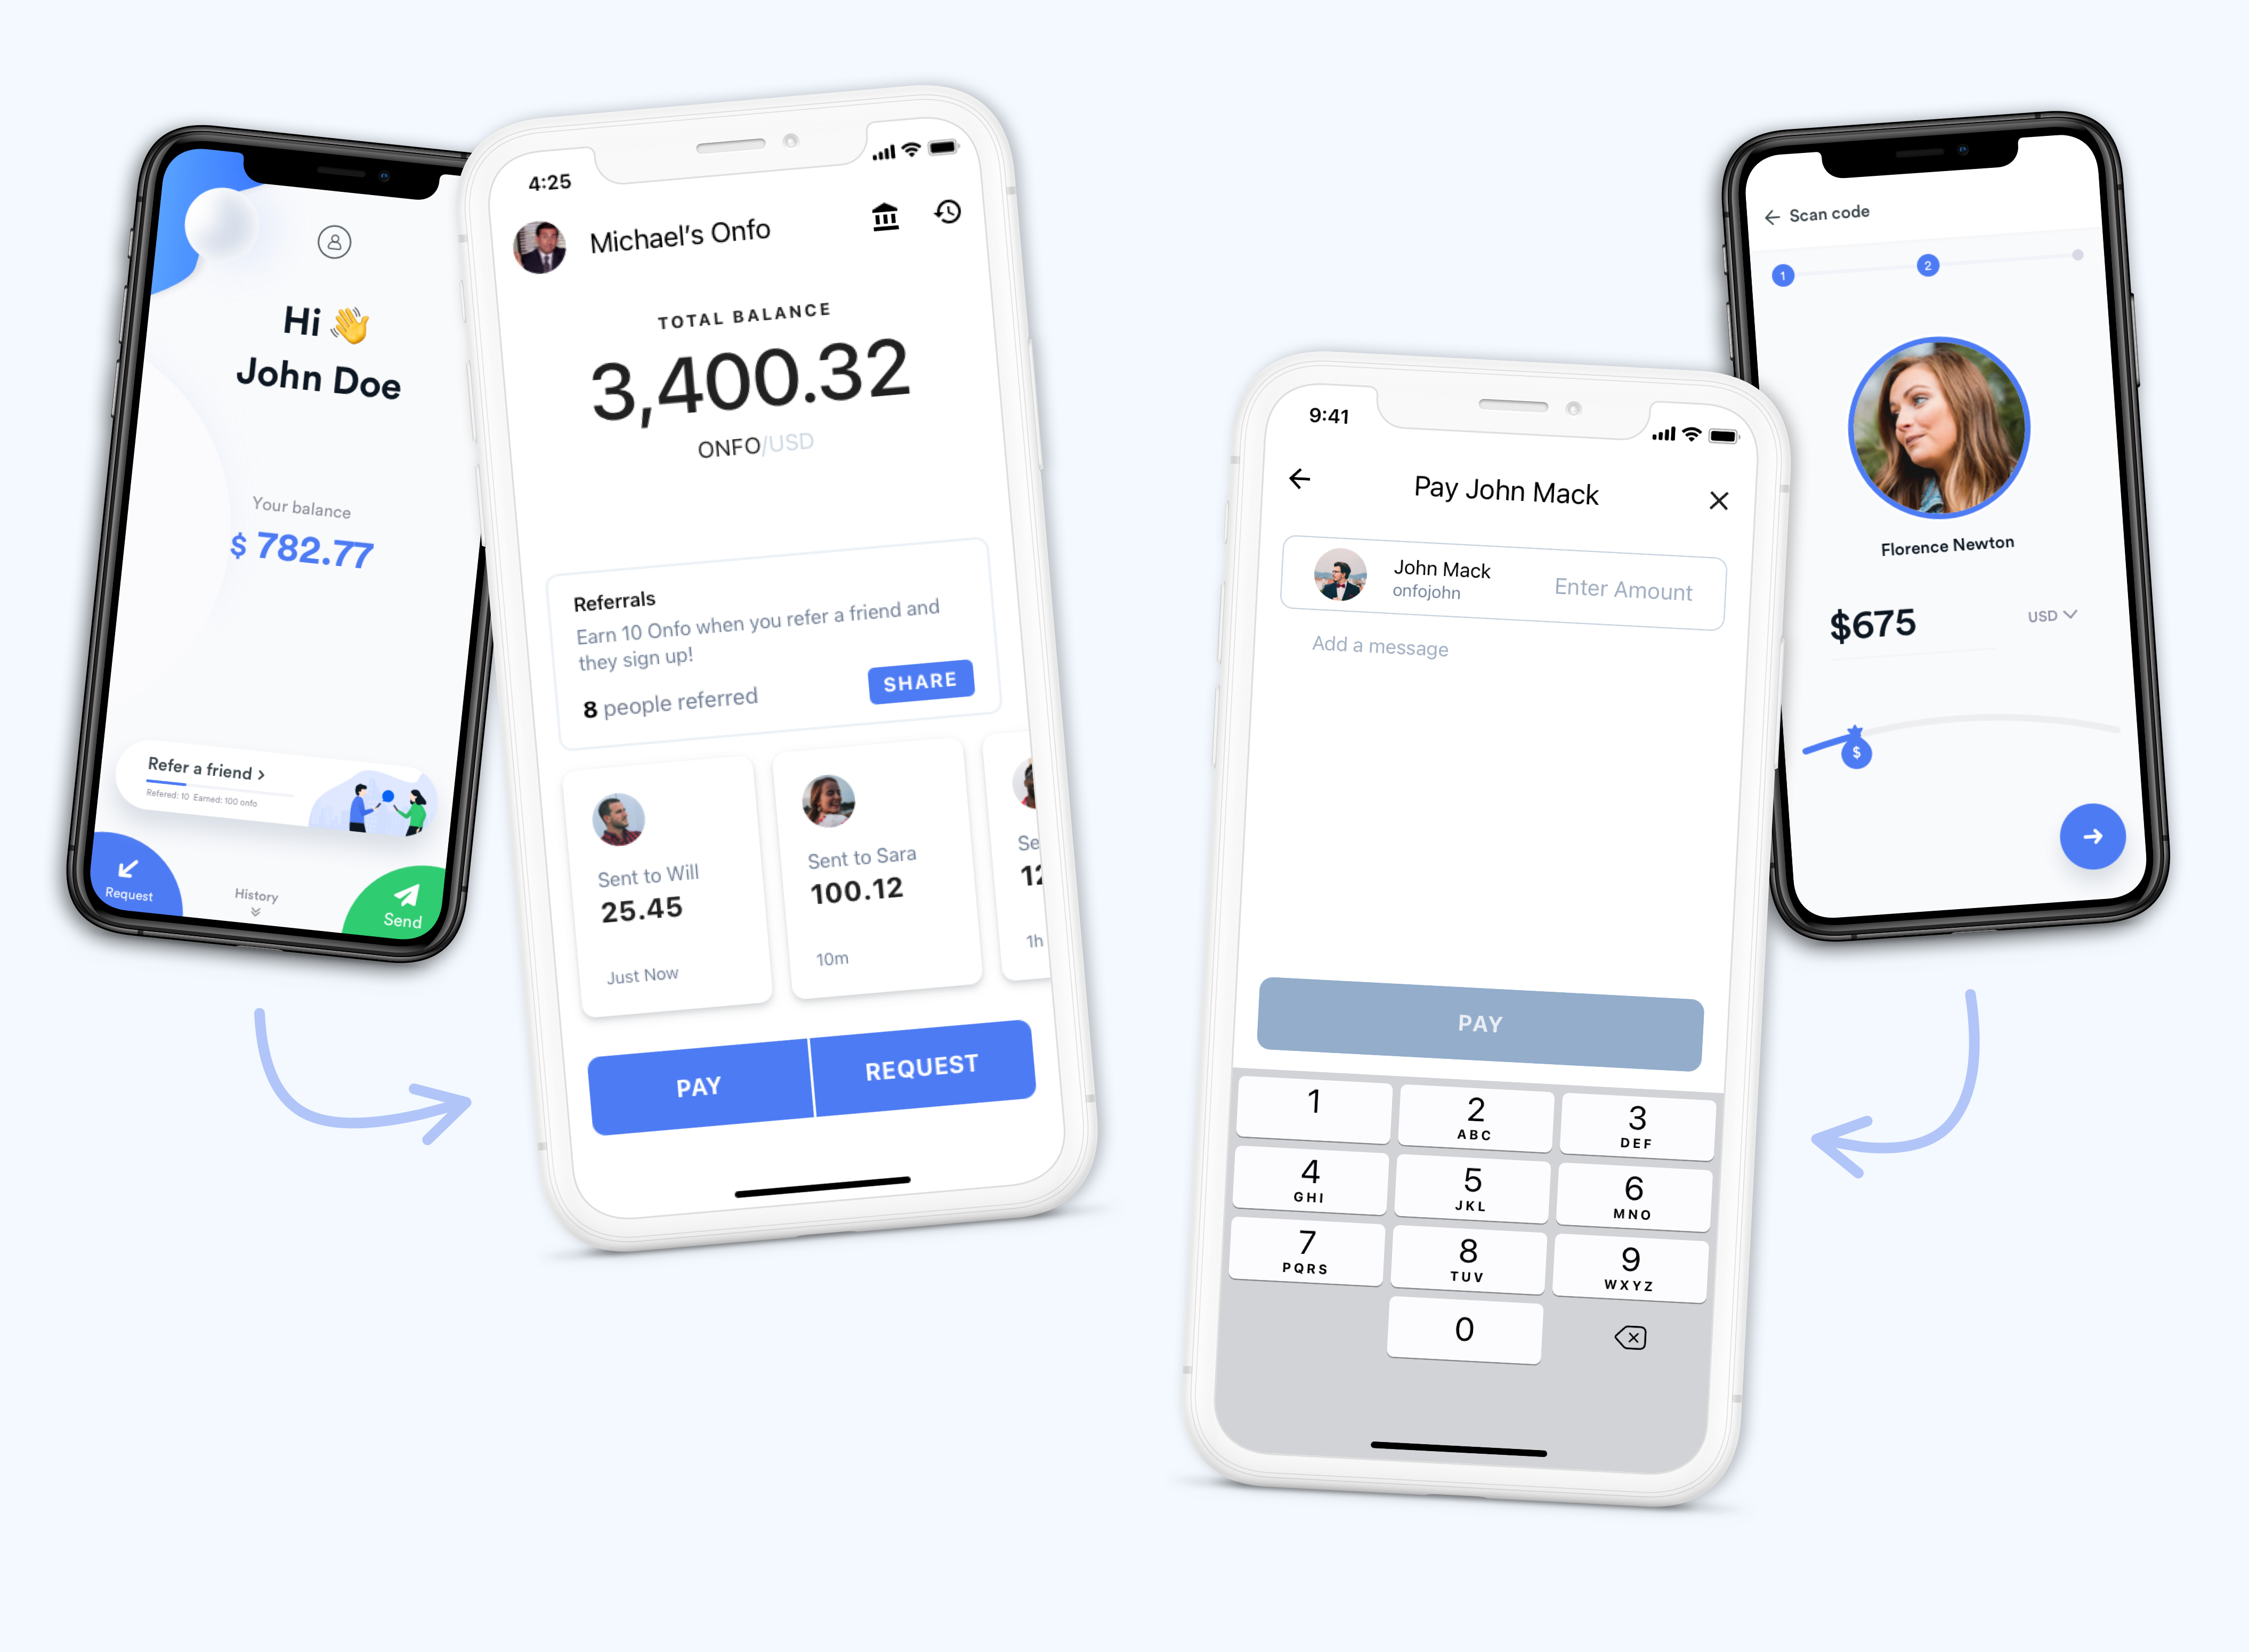 Hi 👋
John Doe
Your balance
$ 782.77
Refer a friend >
Refered: 10 Earned: 100 onfo
Request
History
Send
4:25
Michael's Onfo
TOTAL BALANCE
3,400.32
ONFO/USD
Referrals
Earn 10 Onfo when you refer a friend and
they sign up!
8 people referred
SHARE
Sent to Will
25.45
Just Now
Sent to Sara
100.12
10m
Se
12
1h
PAY
REQUEST
9:41
Pay John Mack
John Mack
onfojohn
Enter Amount
Add a message
PAY
1
2
ABC
3
DEF
4
GHI
5
JKL
6
MNO
7
PQRS
8
TUV
9
WXYZ
0
Scan code
1
2
Florence Newton
$675
USD
$